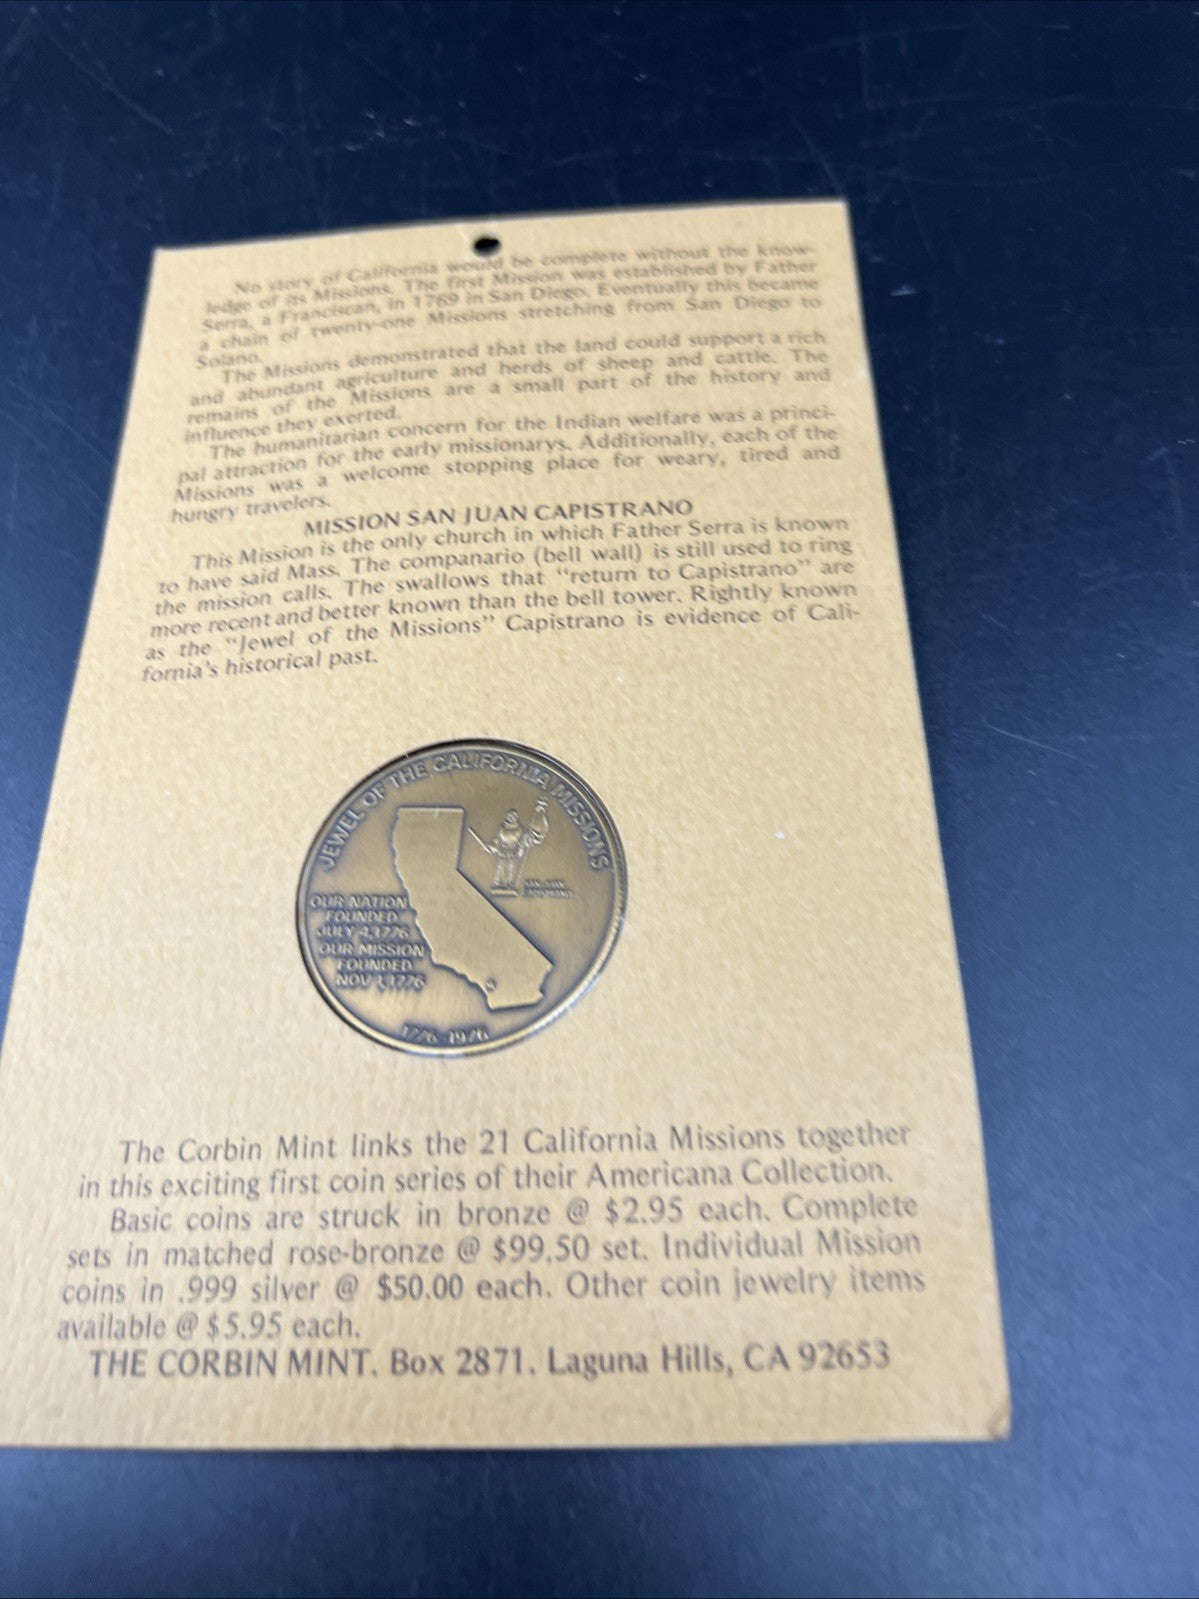 No story of California would be complete without the know-
ledge of its Missions. The first Mission was established by Father
Serra, a Franciscan, in 1769 in San Diego. Eventually this became
a chain of twenty-one Missions stretching from San Diego to
Solano.
The Missions demonstrated that the land could support a rich
and abundant agriculture and herds of sheep and cattle. The
remains of the Missions are a small part of the history and
influence they exerted.
The humanitarian concern for the Indian welfare was a princi-
pal attraction for the early missionarys. Additionally, each of the
Missions was a welcome stopping place for weary, tired and
hungry travelers.
MISSION SAN JUAN CAPISTRANO
This Mission is the only church in which Father Serra is known
to have said Mass. The companario (bell wall) is still used to ring
the mission calls. The swallows that "return to Capistrano" are
more recent and better known than the bell tower. Rightly known
as the "Jewel of the Missions" Capistrano is evidence of Cali-
fornia's historical past.
JEWEL OF THE CALIFORNIA MISSIONS
SAN JUAN
CAPISTRANO
OUR NATION
FOUNDED
JULY 4, 1776
OUR MISSION
FOUNDED
NOV 1, 1776
1776-1976
The Corbin Mint links the 21 California Missions together
in this exciting first coin series of their Americana Collection.
Basic coins are struck in bronze @ $2.95 each. Complete
sets in matched rose-bronze @ $99.50 set. Individual Mission
coins in .999 silver @ $50.00 each. Other coin jewelry items
available @ $5.95 each.
THE CORBIN MINT. Box 2871. Laguna Hills, CA 92653